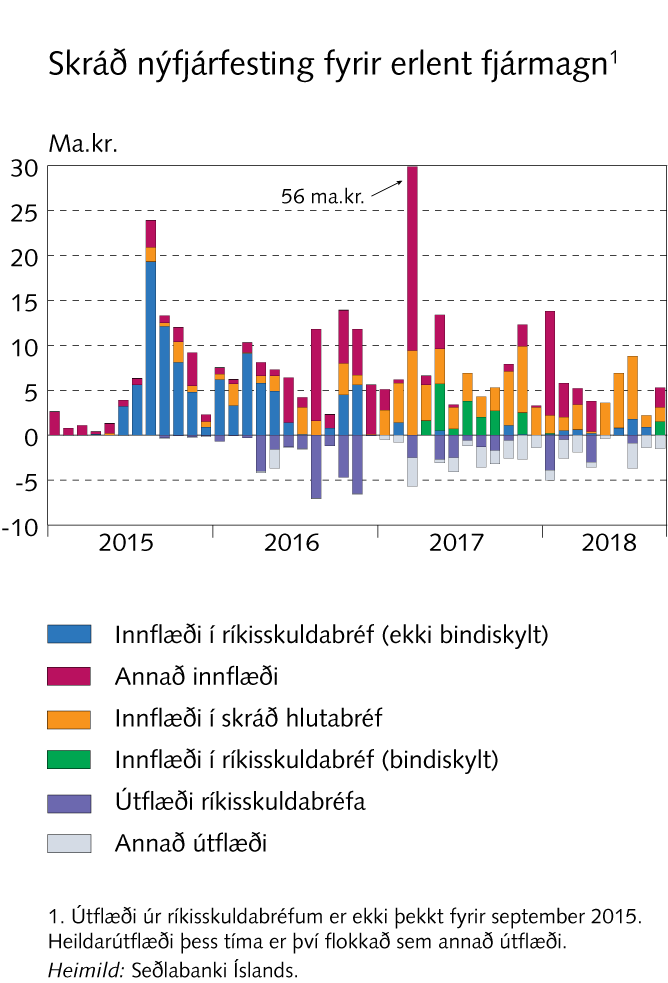 Skráð nýfjárfesting fyrir erlent fjármagn¹
Ma.kr.
30
56 ma.kr.
25
20
15
10
5
0
-5
-10
2015 2016 2017 2018
Innflæði í ríkisskuldabréf (ekki bindiskylt)
Annað innflæði
Innflæði í skráð hlutabréf
Innflæði í ríkisskuldabréf (bindiskylt)
Útflæði ríkisskuldabréfa
Annað útflæði
1. Útflæði úr ríkisskuldabréfum er ekki þekkt fyrir september 2015.
Heildarútflæði þess tíma er því flokkað sem annað útflæði.
Heimild: Seðlabanki Íslands.